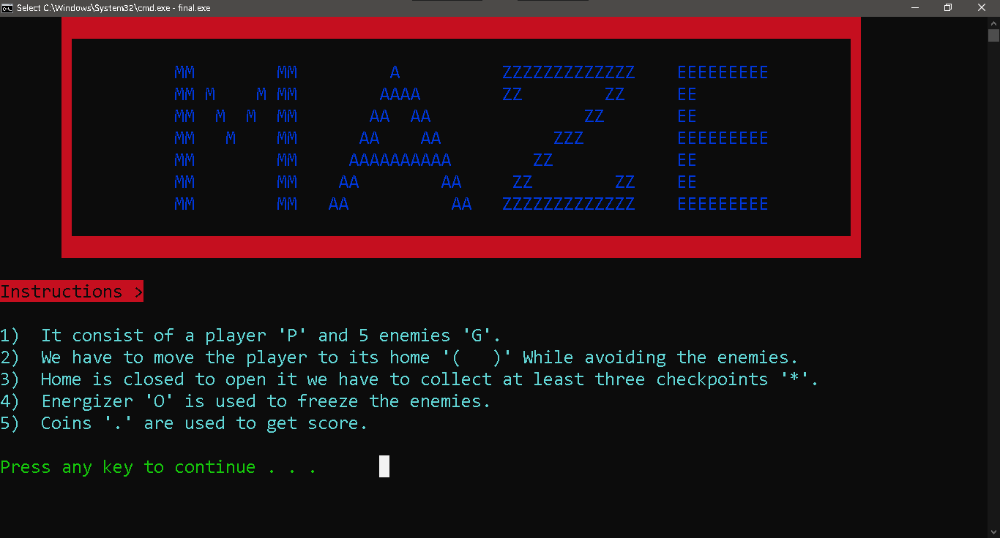 Select C:\Windows\System32\cmd.exe - final.exe
MM        MM         A          ZZZZZZZZZZZZZ    EEEEEEEEE
MM M    M MM        AAAA        ZZ        ZZ     EE
MM  M  M  MM       AA  AA               ZZ       EE
MM   M    MM      AA    AA           ZZZ         EEEEEEEEE
MM        MM     AAAAAAAAAA        ZZ            EE
MM        MM    AA        AA     ZZ        ZZ    EE
MM        MM   AA          AA   ZZZZZZZZZZZZZ    EEEEEEEEE
Instructions >
1)  It consist of a player 'P' and 5 enemies 'G'.
2)  We have to move the player to its home '(   )' While avoiding the enemies.
3)  Home is closed to open it we have to collect at least three checkpoints '*'.
4)  Energizer 'O' is used to freeze the enemies.
5)  Coins '.' are used to get score.
Press any key to continue . . .